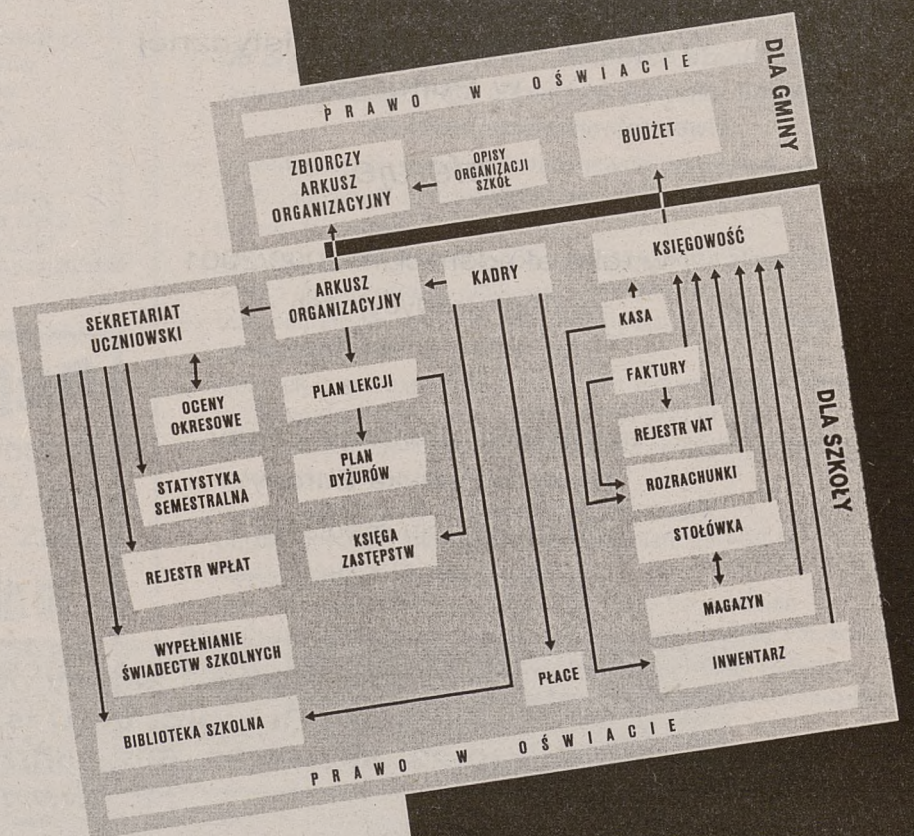 PRAWO W OŚWIACIE
DLA GMINY
ZBIORCZY
ARKUSZ
ORGANIZACYJNY
OPISY
ORGANIZACJI
SZKÓŁ
BUDŻET
DLA SZKOŁY
SEKRETARIAT
UCZNIOWSKI
ARKUSZ
ORGANIZACYJNY
KADRY
KSIĘGOWOŚĆ
KASA
OCENY
OKRESOWE
PLAN LEKCJI
FAKTURY
STATYSTYKA
SEMESTRALNA
PLAN
DYŻURÓW
REJESTR VAT
ROZRACHUNKI
REJESTR WPŁAT
KSIĘGA
ZASTĘPSTW
STOŁÓWKA
MAGAZYN
WYPEŁNIANIE
ŚWIADECTW SZKOLNYCH
PŁACE
INWENTARZ
BIBLIOTEKA SZKOLNA
PRAWO W OŚWIACIE